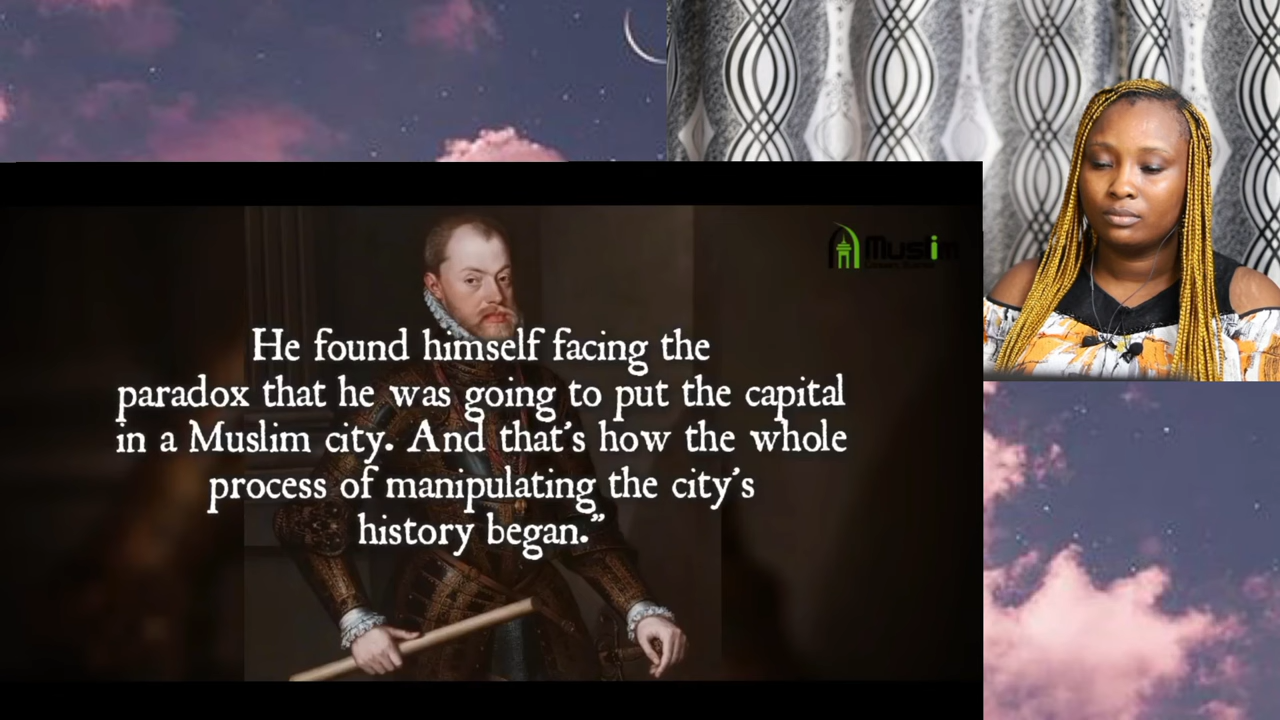 Muslim
He found himself facing the
paradox that he was going to put the capital
in a Muslim city. And that's how the whole
process of manipulating the city's
history began.”